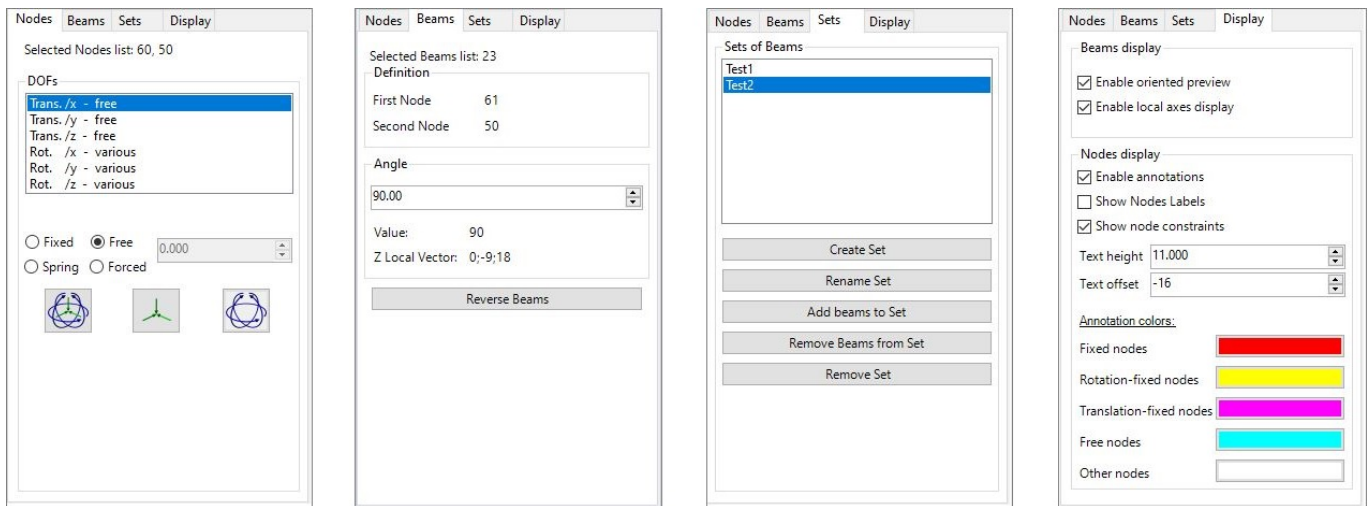 Nodes Beams Sets Display
Selected Nodes list: 60, 50
DOFs
Trans. /x - free
Trans. /y - free
Trans. /z - free
Rot. /x - various
Rot. /y - various
Rot. /z - various
Fixed Free 0.000
Spring Forced
Nodes Beams Sets Display
Selected Beams list: 23
Definition
First Node 61
Second Node 50
Angle
90.00
Value: 90
Z Local Vector: 0;-9;18
Reverse Beams
Nodes Beams Sets Display
Sets of Beams
Test1
Test2
Create Set
Rename Set
Add beams to Set
Remove Beams from Set
Remove Set
Nodes Beams Sets Display
Beams display
Enable oriented preview
Enable local axes display
Nodes display
Enable annotations
Show Nodes Labels
Show node constraints
Text height 11.000
Text offset -16
Annotation colors:
Fixed nodes
Rotation-fixed nodes
Translation-fixed nodes
Free nodes
Other nodes